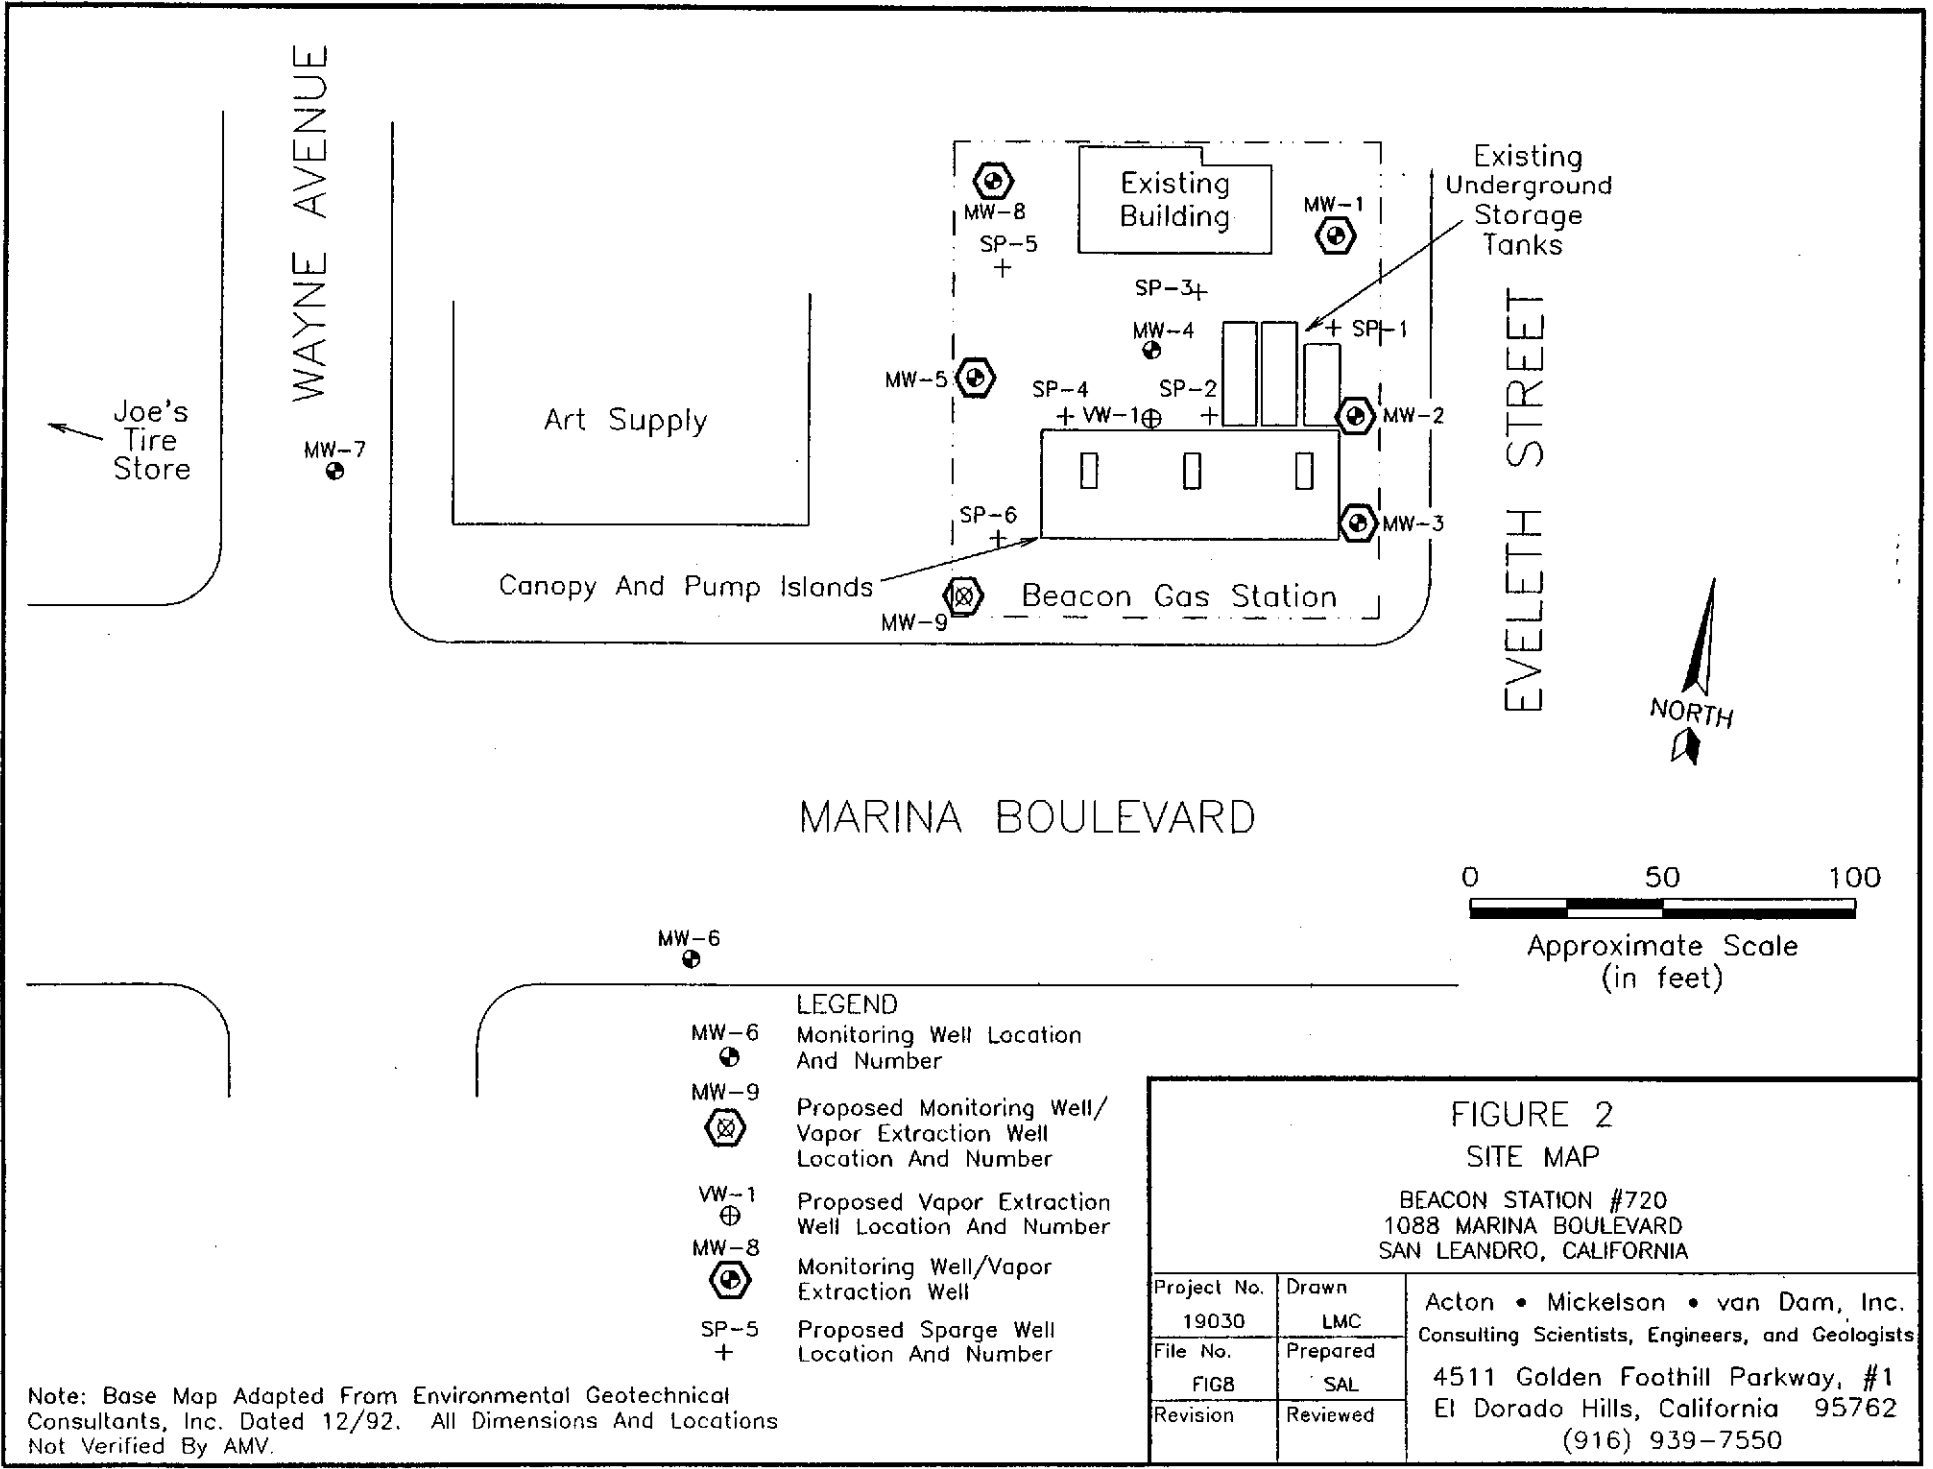 WAYNE AVENUE
Existing
Underground
Storage
Tanks
Existing
Building
MW-8
MW-1
SP-5
SP-3
SP-1
MW-4
MW-5
SP-4
SP-2
VW-1
MW-2
Joe's
Tire
Store
Art Supply
MW-7
EVELETH STREET
SP-6
MW-3
Canopy And Pump Islands
Beacon Gas Station
MW-9
NORTH
MARINA BOULEVARD
0 50 100
Approximate Scale
(in feet)
MW-6
LEGEND
MW-6
Monitoring Well Location
And Number
MW-9
Proposed Monitoring Well/
Vapor Extraction Well
Location And Number
VW-1
Proposed Vapor Extraction
Well Location And Number
MW-8
Monitoring Well/Vapor
Extraction Well
SP-5
Proposed Sparge Well
Location And Number
Note: Base Map Adapted From Environmental Geotechnical
Consultants, Inc. Dated 12/92. All Dimensions And Locations
Not Verified By AMV.
FIGURE 2
SITE MAP
BEACON STATION #720
1088 MARINA BOULEVARD
SAN LEANDRO, CALIFORNIA
Project No.
19030
Drawn
LMC
File No.
FIG8
Prepared
SAL
Revision
Reviewed
Acton • Mickelson • van Dam, Inc.
Consulting Scientists, Engineers, and Geologists
4511 Golden Foothill Parkway, #1
El Dorado Hills, California 95762
(916) 939-7550